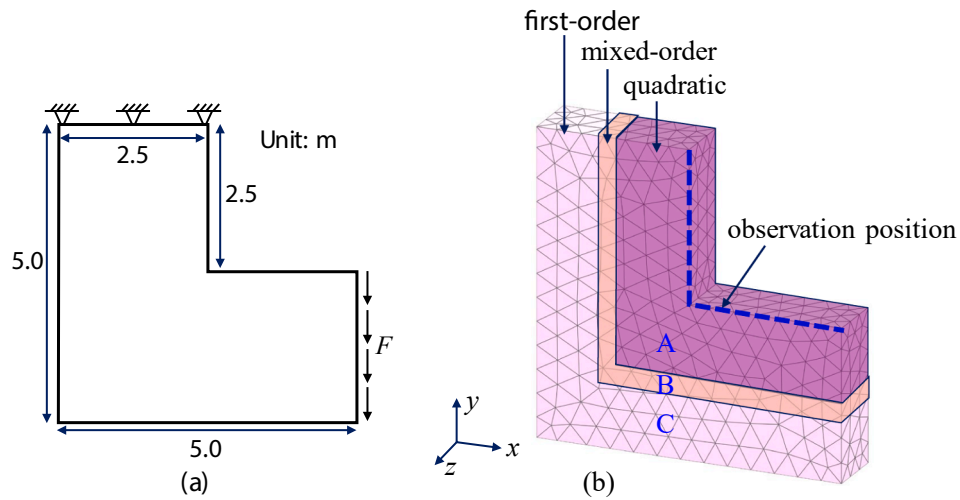 first-order
mixed-order
quadratic
Unit: m
2.5
2.5
5.0
F
5.0
(a)
observation position
A
B
C
y
x
z
(b)